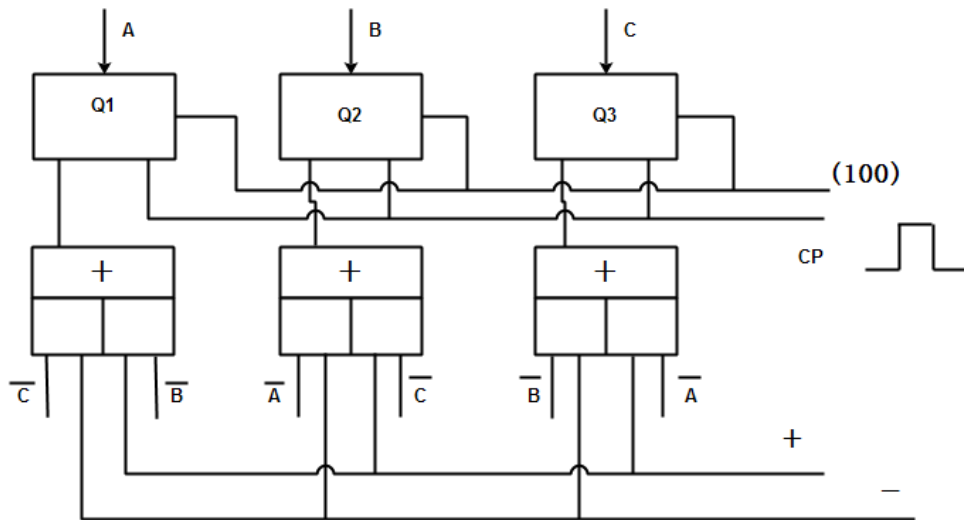 A B C
Q1 Q2 Q3
(100)
CP
+ + +
C̅ B̅ A̅ C̅ B̅ A̅
+
−